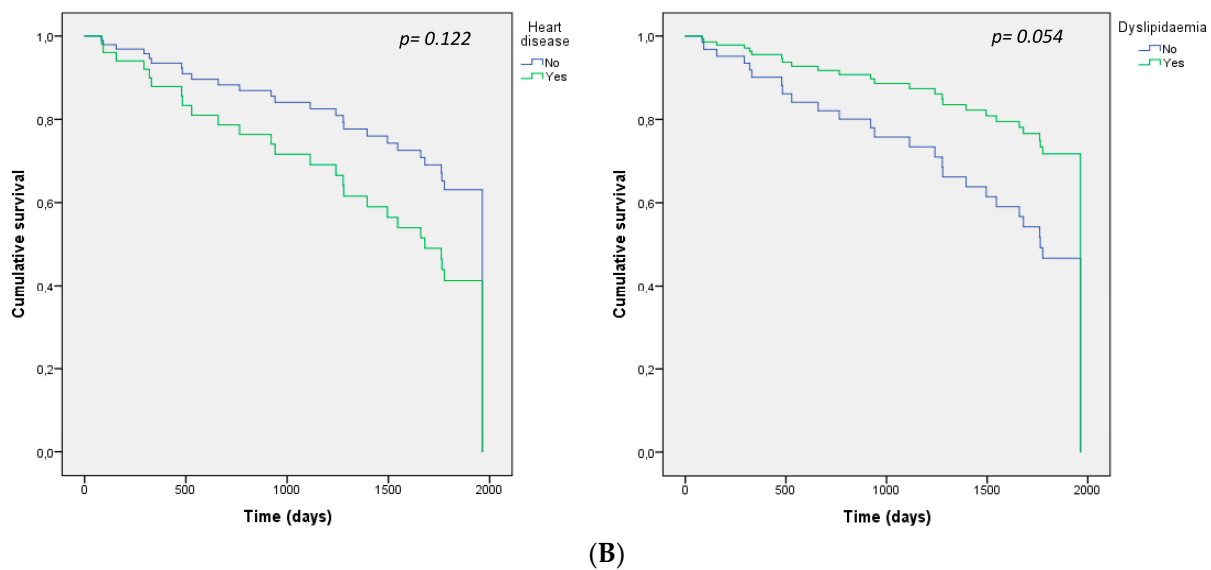 p= 0.122
Heart
disease
No
Yes
1,0
0,8
0,6
0,4
0,2
0,0
Cumulative survival
0
500
1000
1500
2000
Time (days)
p= 0.054
Dyslipidaemia
No
Yes
1,0
0,8
0,6
0,4
0,2
0,0
Cumulative survival
0
500
1000
1500
2000
Time (days)
(B)